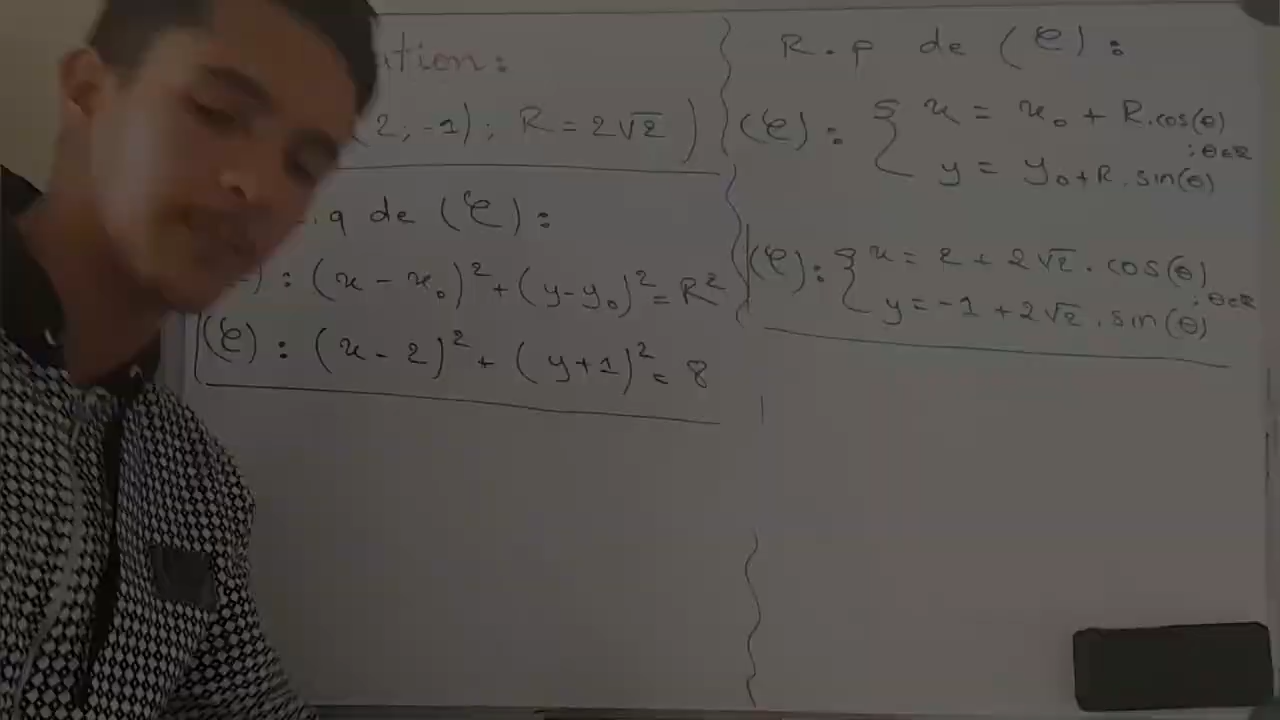 ation:
(2; -1); R = 2√2 )
.q de (C) :
) : (x - x₀)² + (y - y₀)² = R²
(C) : (x - 2)² + (y + 1)² = 8
R.p de (C) :
(C) : { x = x₀ + R.cos(θ)
; θ∈ℝ
y = y₀ + R.sin(θ)
(C) : { x = 2 + 2√2 . cos(θ)
; θ∈ℝ
y = -1 + 2√2 . sin(θ)